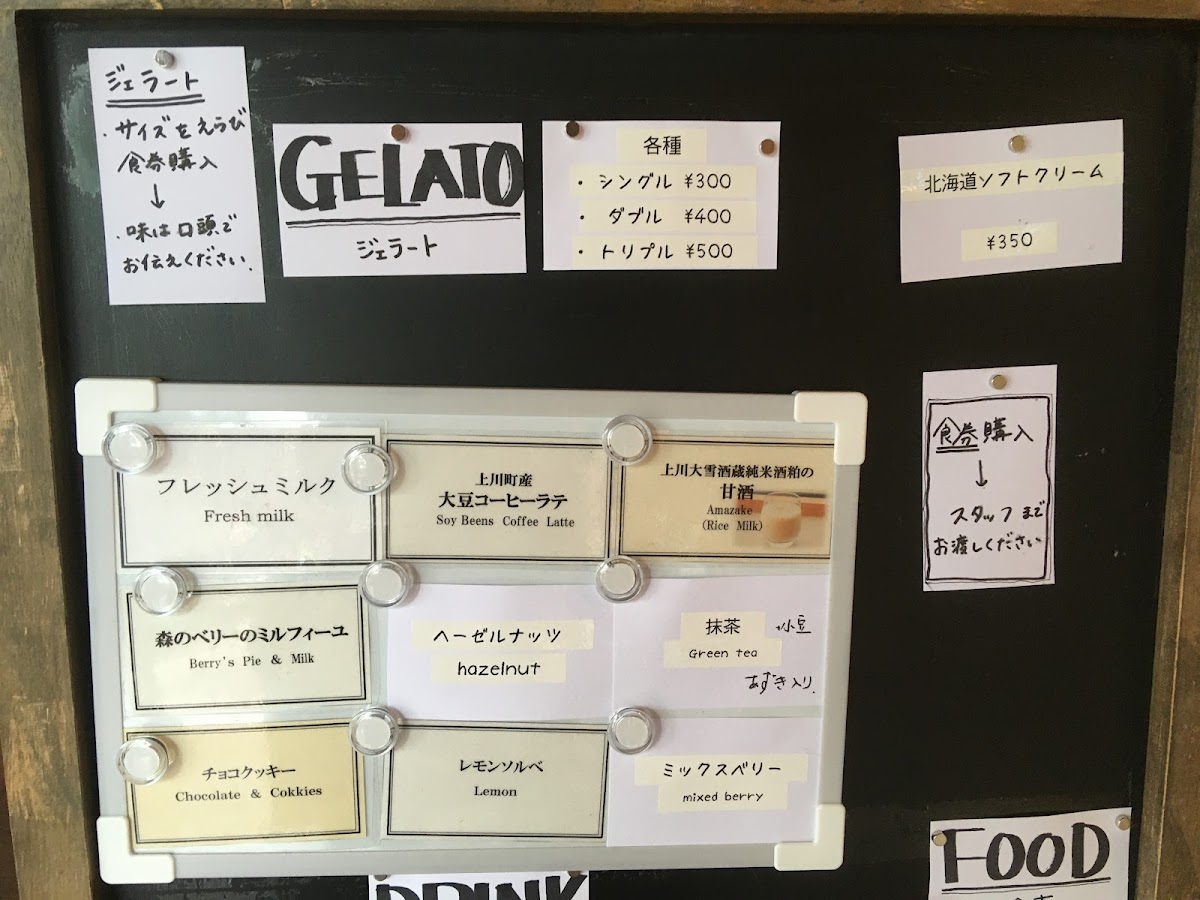 ジェラート
・サイズをえらび
食券購入
↓
・味は口頭で
お伝えください。
GELATO
ジェラート
各種
・ シングル ¥300
・ ダブル ¥400
・ トリプル ¥500
北海道ソフトクリーム
¥350
食券購入
↓
スタッフまで
お渡しください
フレッシュミルク
Fresh milk
上川町産
大豆コーヒーラテ
Soy Beens Coffee Latte
上川大雪酒蔵純米酒粕の
甘酒
Amazake
(Rice Milk)
森のベリーのミルフィーユ
Berry's Pie & Milk
ヘーゼルナッツ
hazelnut
抹茶 +小豆
Green tea
あずき入り.
チョコクッキー
Chocolate & Cokkies
レモンソルベ
Lemon
ミックスベリー
mixed berry
DRINK
FOOD